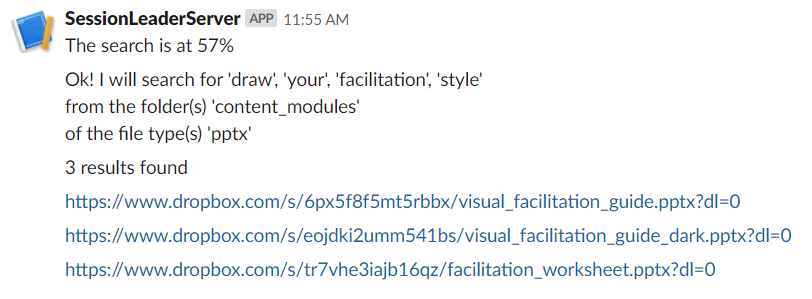 SessionLeaderServer APP 11:55 AM
The search is at 57%
Ok! I will search for 'draw', 'your', 'facilitation', 'style'
from the folder(s) 'content_modules'
of the file type(s) 'pptx'
3 results found
https://www.dropbox.com/s/6px5f8f5mt5rbbx/visual_facilitation_guide.pptx?dl=0
https://www.dropbox.com/s/eojdki2umm541bs/visual_facilitation_guide_dark.pptx?dl=0
https://www.dropbox.com/s/tr7vhe3iajb16qz/facilitation_worksheet.pptx?dl=0